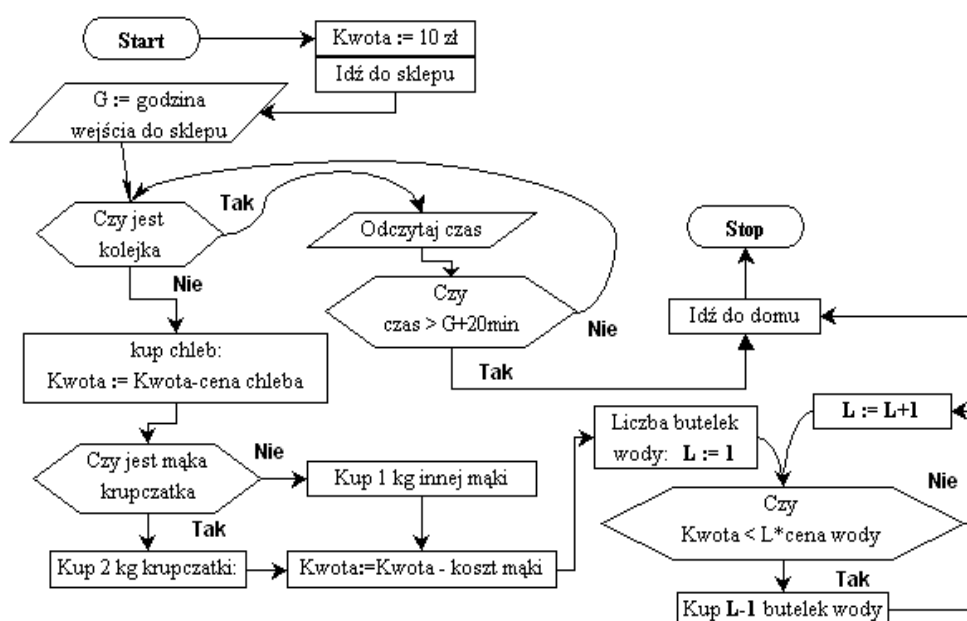 Start
Kwota := 10 zł
Idź do sklepu
G := godzina
wejścia do sklepu
Czy jest
kolejka
Tak
Nie
Odczytaj czas
Czy
czas > G+20min
Nie
Tak
Stop
Idź do domu
kup chleb:
Kwota := Kwota-cena chleba
Czy jest mąka
krupczatka
Nie
Tak
Kup 1 kg innej mąki
Kup 2 kg krupczatki:
Kwota:=Kwota - koszt mąki
Liczba butelek
wody: L := 1
L := L+1
Czy
Kwota < L*cena wody
Nie
Tak
Kup L-1 butelek wody